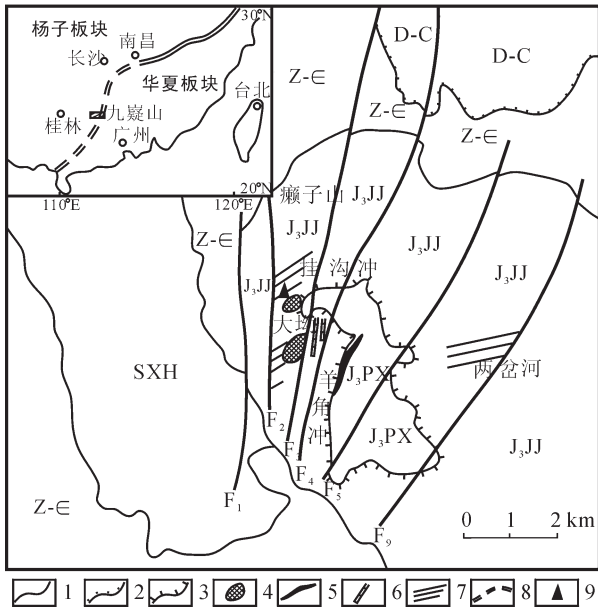 30°N
杨子板块
南昌
长沙
华夏板块
台北
九嶷山
桂林
广州
20°N
110°E
120°E
D-C
D-C
Z-∈
Z-∈
Z-∈
癞子山
J₃JJ
Z-∈
J₃JJ
J₃JJ
J₃JJ
挂沟冲
J₃JJ
大坳
SXH
羊角冲
J₃PX
两岔河
J₃PX
J₃JJ
F₂
F₃
F₄
F₅
F₁
Z-∈
F₉
0 1 2 km
1 2 3 4 5 6 7 8 9